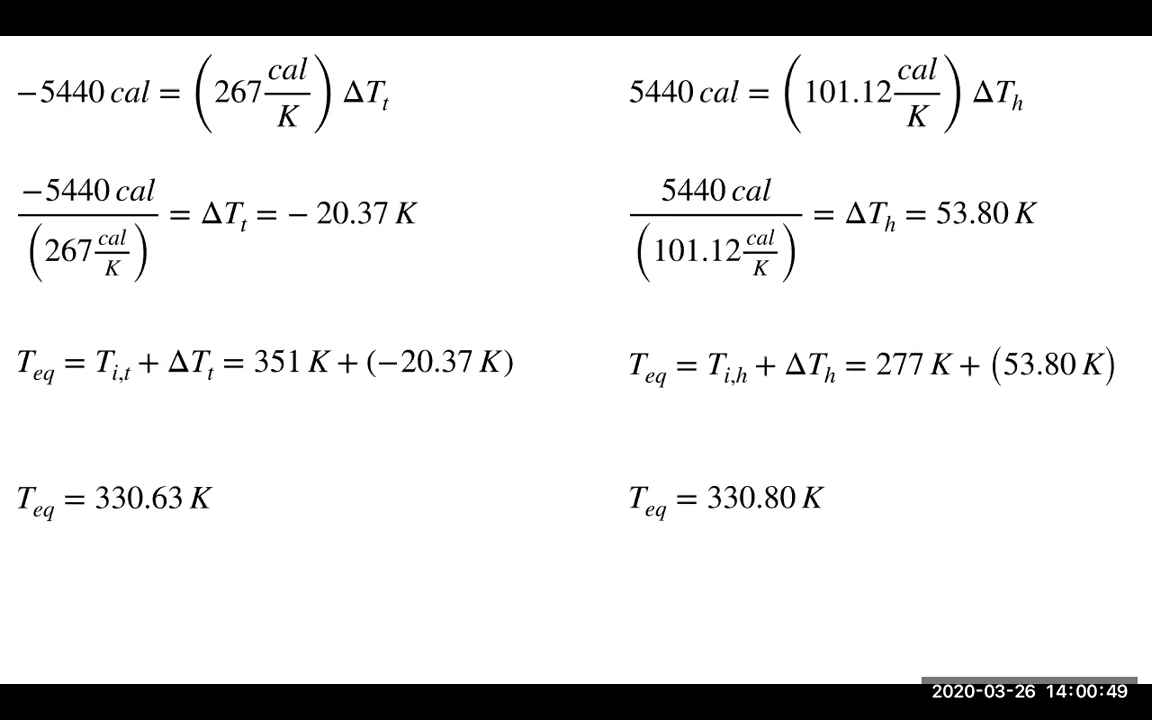 −5440 cal = (267 cal/K) ΔT_t
−5440 cal / (267 cal/K) = ΔT_t = − 20.37 K
T_eq = T_i,t + ΔT_t = 351 K + (−20.37 K)
T_eq = 330.63 K
5440 cal = (101.12 cal/K) ΔT_h
5440 cal / (101.12 cal/K) = ΔT_h = 53.80 K
T_eq = T_i,h + ΔT_h = 277 K + (53.80 K)
T_eq = 330.80 K
2020-03-26 14:00:49